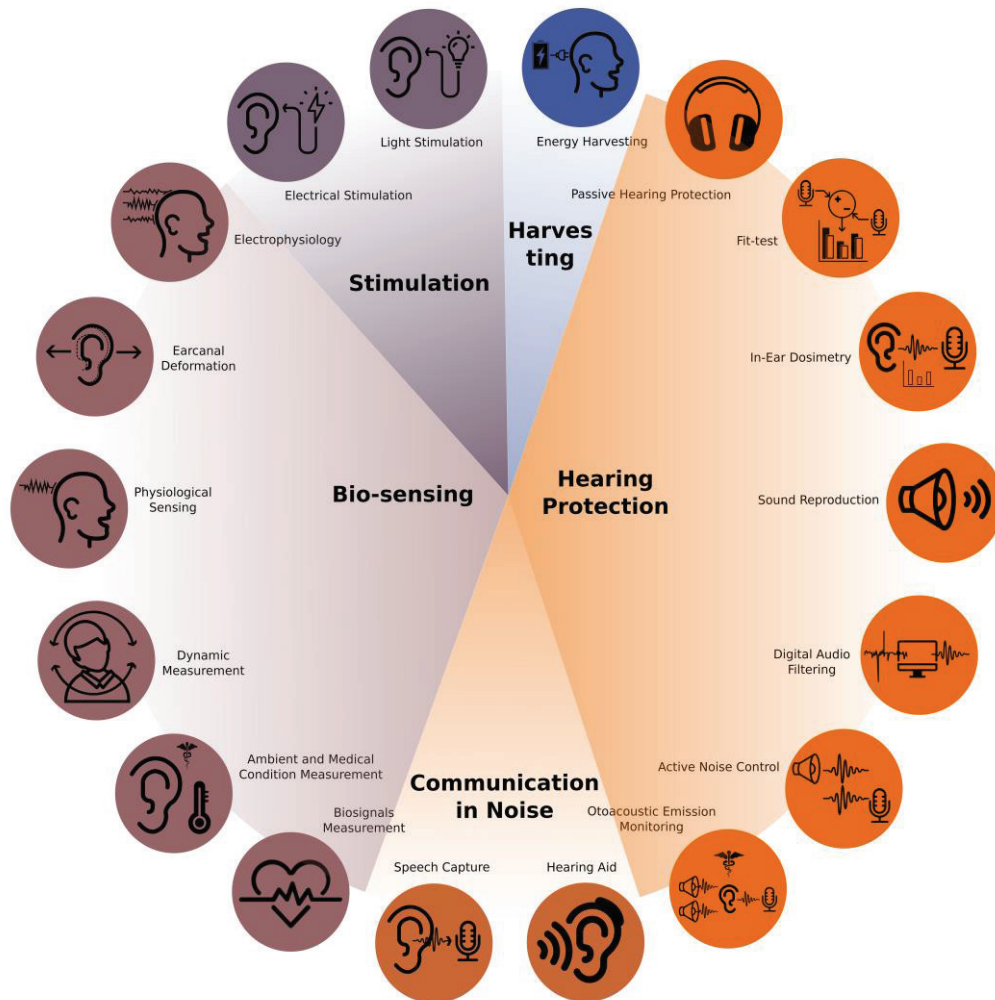 Light Stimulation
Energy Harvesting
Electrical Stimulation
Passive Hearing Protection
Electrophysiology
Harves
ting
Fit-test
Stimulation
Earcanal
Deformation
In-Ear Dosimetry
Physiological
Sensing
Bio-sensing
Hearing
Protection
Sound Reproduction
Dynamic
Measurement
Digital Audio
Filtering
Ambient and Medical
Condition Measurement
Active Noise Control
Communication
in Noise
Biosignals
Measurement
Otoacoustic Emission
Monitoring
Speech Capture
Hearing Aid